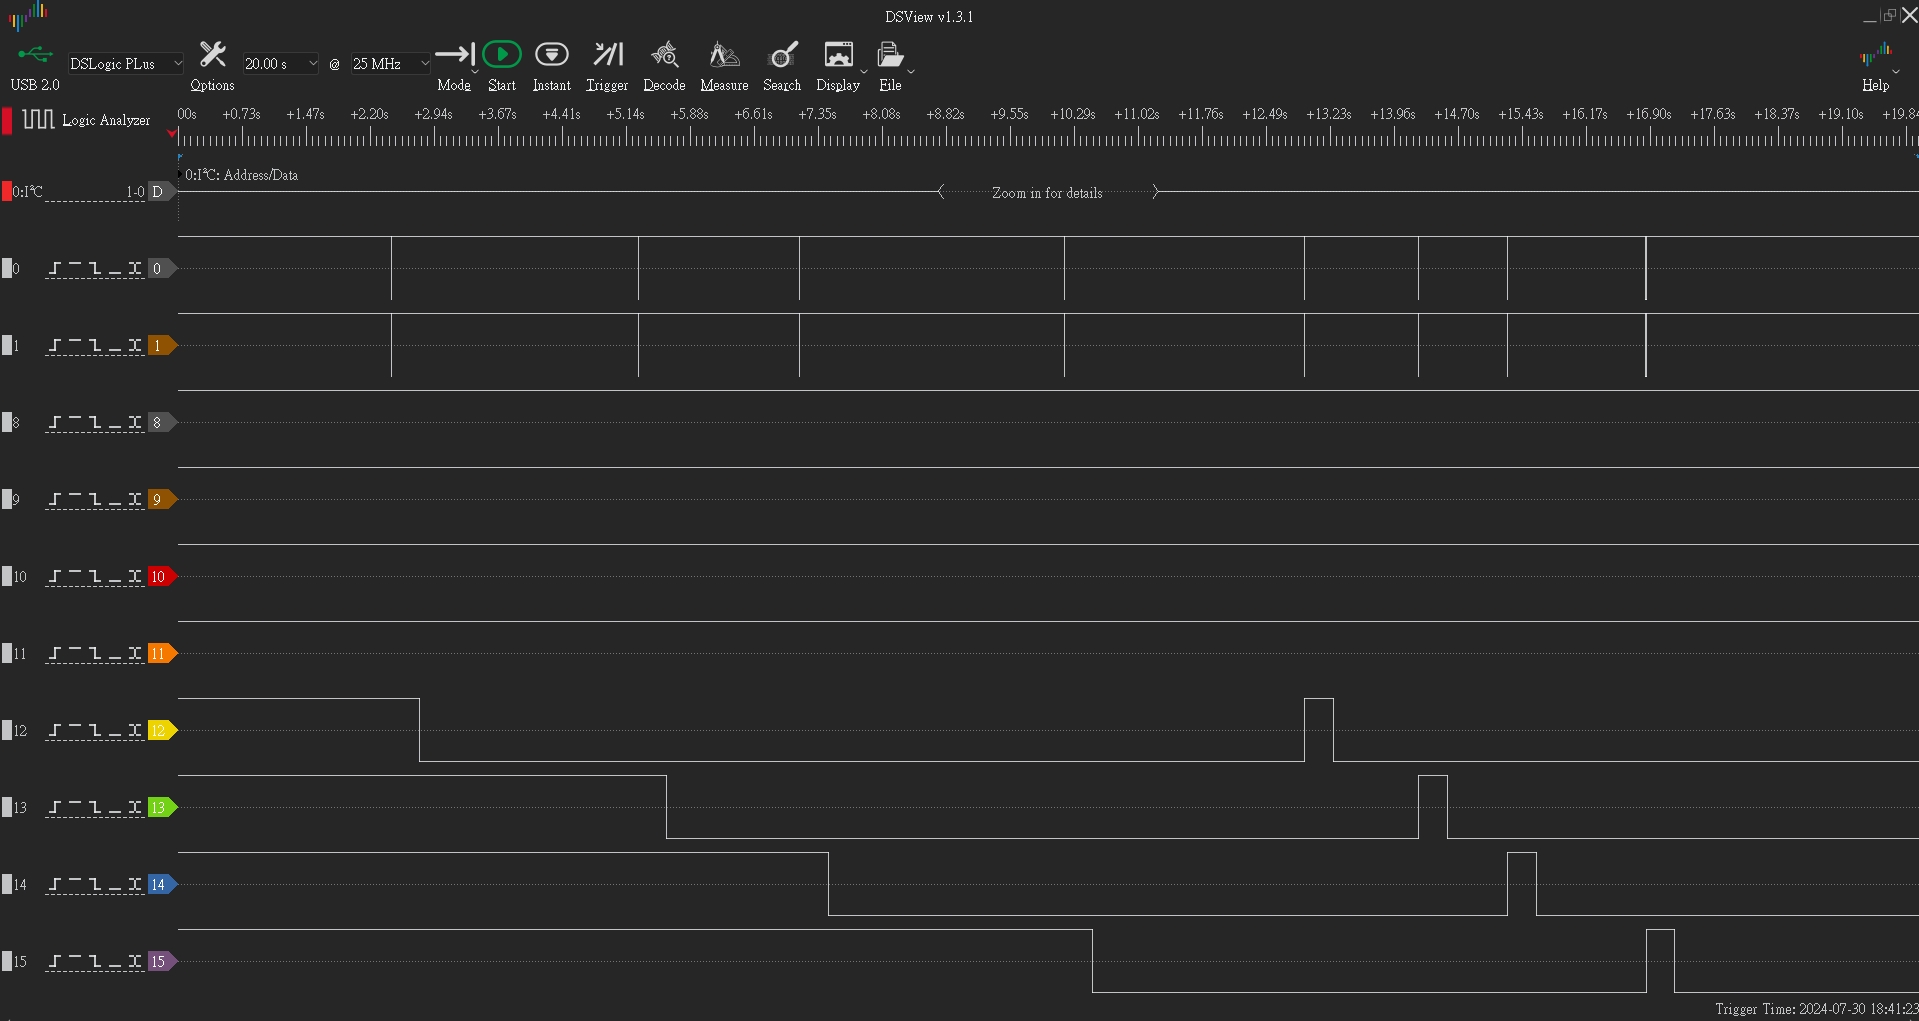 DSView v1.3.1
USB 2.0
DSLogic PLus
Options
20.00 s
@
25 MHz
Mode
Start
Instant
Trigger
Decode
Measure
Search
Display
File
Help
Logic Analyzer
00s +0.73s +1.47s +2.20s +2.94s +3.67s +4.41s +5.14s +5.88s +6.61s +7.35s +8.08s +8.82s +9.55s +10.29s +11.02s +11.76s +12.49s +13.23s +13.96s +14.70s +15.43s +16.17s +16.90s +17.63s +18.37s +19.10s +19.84
0:I²C: Address/Data
0:I²C 1-0 D
Zoom in for details
0 0
1 1
8 8
9 9
10 10
11 11
12 12
13 13
14 14
15 15
Trigger Time: 2024-07-30 18:41:23